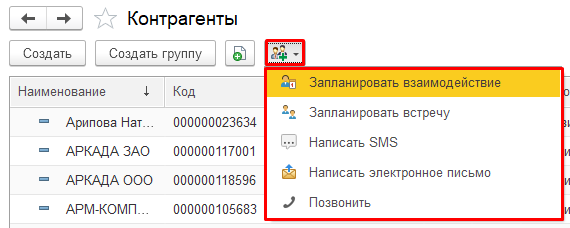 Контрагенты
Создать
Создать группу
Наименование ↓
Код
Запланировать взаимодействие
Запланировать встречу
Написать SMS
Написать электронное письмо
Позвонить
Арипова Нат... 000000023634
АРКАДА ЗАО 000000117001
АРКАДА ООО 000000118596
АРМ-КОМП... 000000105683